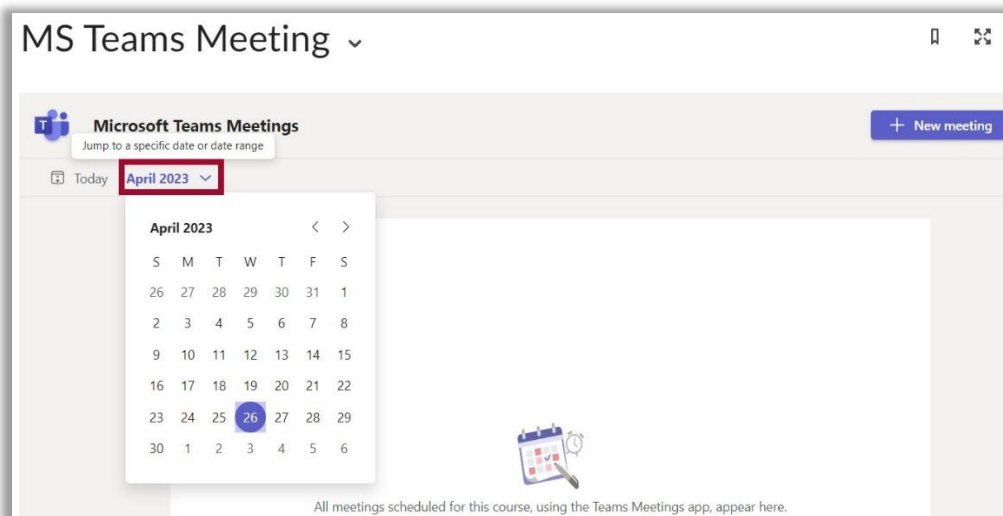 MS Teams Meeting
T
Microsoft Teams Meetings
+ New meeting
Jump to a specific date or date range
Today April 2023
April 2023
S M T W T F S
26 27 28 29 30 31 1
2 3 4 5 6 7 8
9 10 11 12 13 14 15
16 17 18 19 20 21 22
23 24 25 26 27 28 29
30 1 2 3 4 5 6
All meetings scheduled for this course, using the Teams Meetings app, appear here.